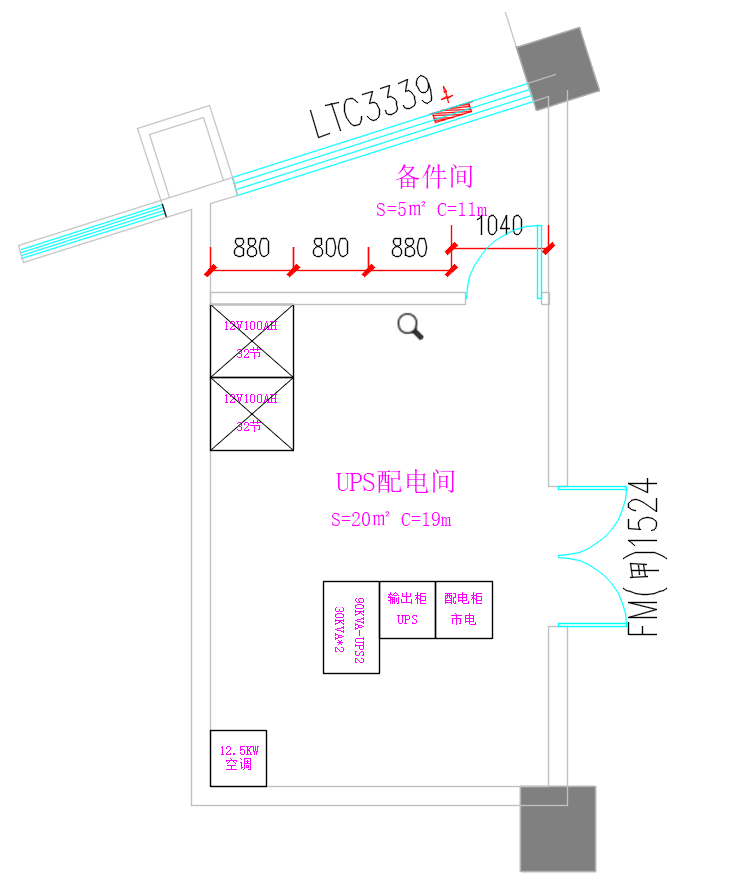 LTC3339
备件间
S=5㎡ C=11m
1040
880
800
880
12V100AH
32节
12V100AH
32节
UPS配电间
S=20㎡ C=19m
FM(甲)1524
90KVA-UPS2
30KVA*2
输出柜
UPS
配电柜
市电
12.5KW
空调